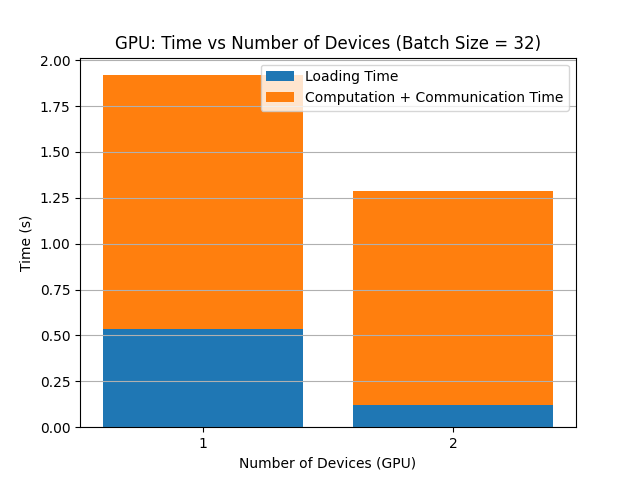 GPU: Time vs Number of Devices (Batch Size = 32)
Loading Time
Computation + Communication Time
2.00
1.75
1.50
1.25
1.00
0.75
0.50
0.25
0.00
Time (s)
1
2
Number of Devices (GPU)